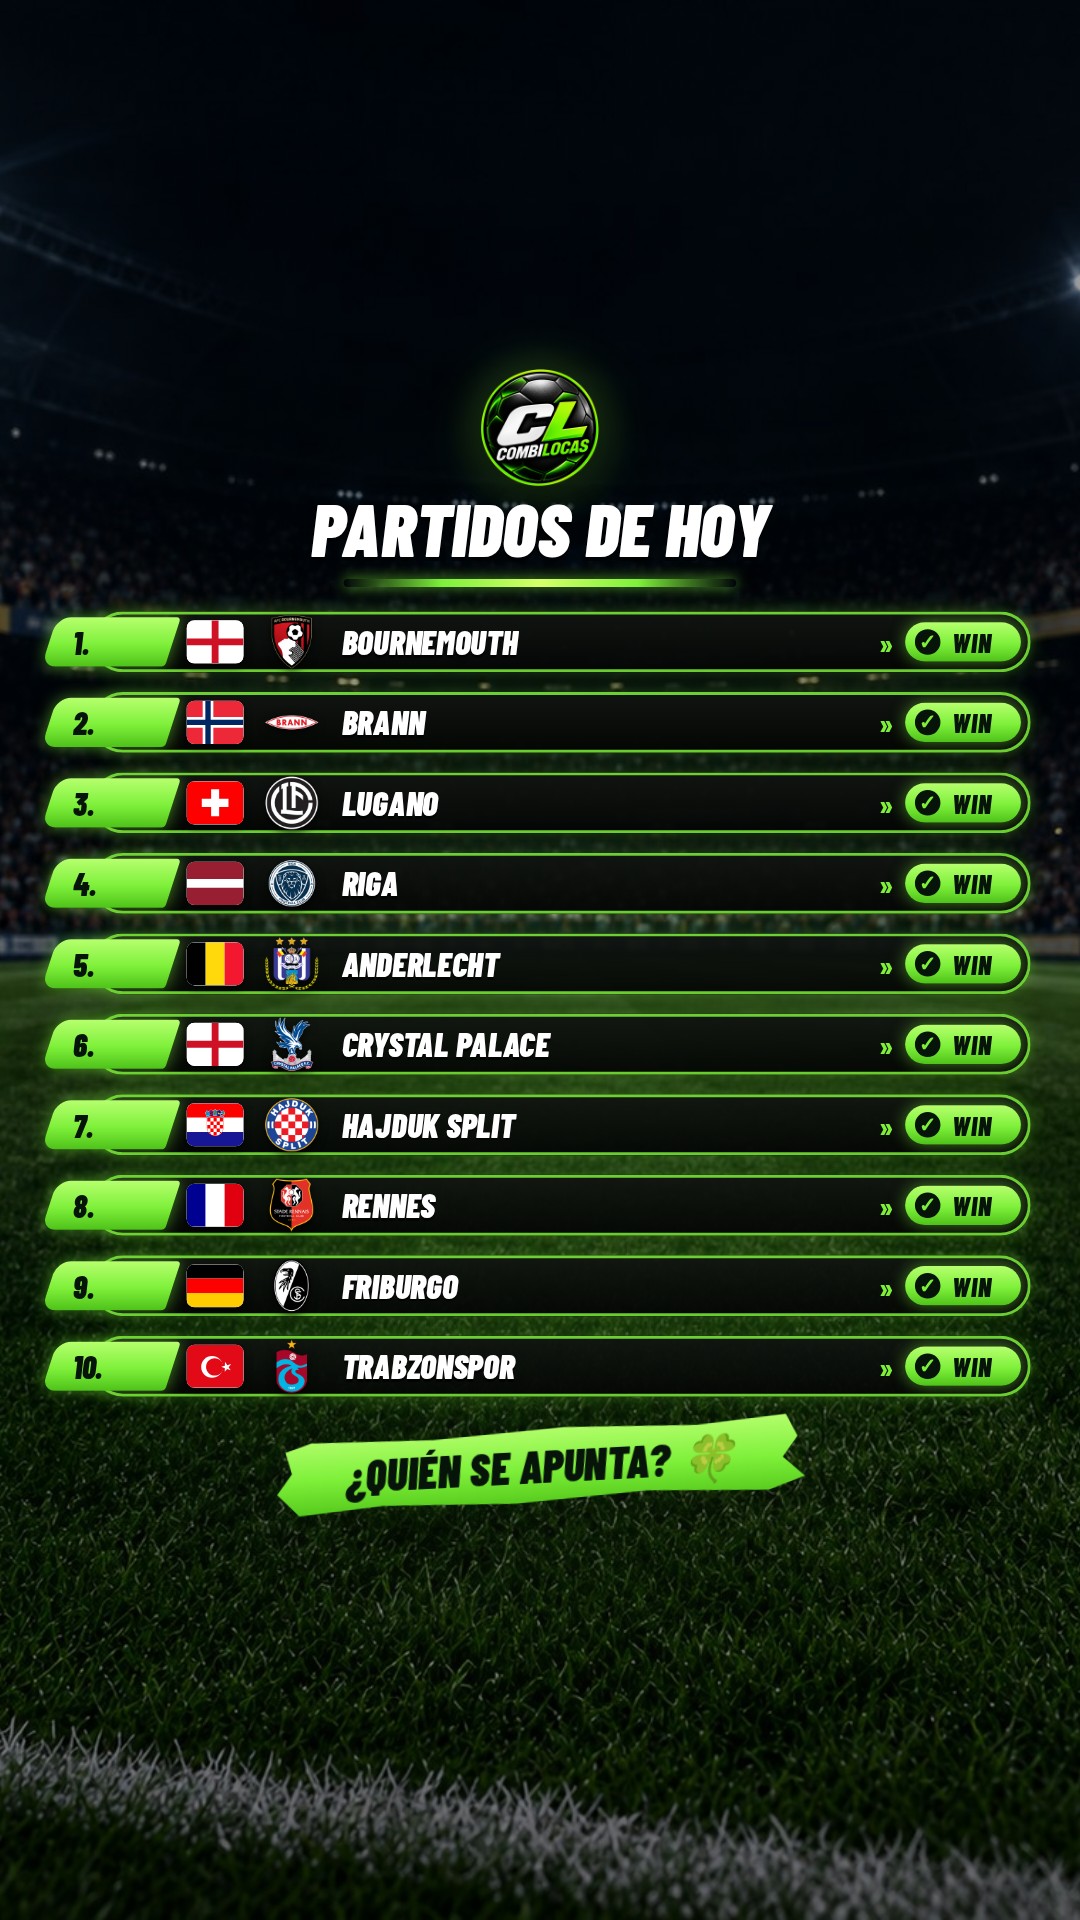 CL
COMBILOCAS
PARTIDOS DE HOY
1. BOURNEMOUTH » ✓ WIN
2. BRANN BRANN » ✓ WIN
3. LUGANO » ✓ WIN
4. RIGA » ✓ WIN
5. ANDERLECHT » ✓ WIN
6. CRYSTAL PALACE » ✓ WIN
7. HAJDUK SPLIT HAJDUK SPLIT » ✓ WIN
8. STADE RENNAIS RENNES » ✓ WIN
9. FRIBURGO » ✓ WIN
10. TRABZONSPOR » ✓ WIN
¿QUIÉN SE APUNTA? 🍀